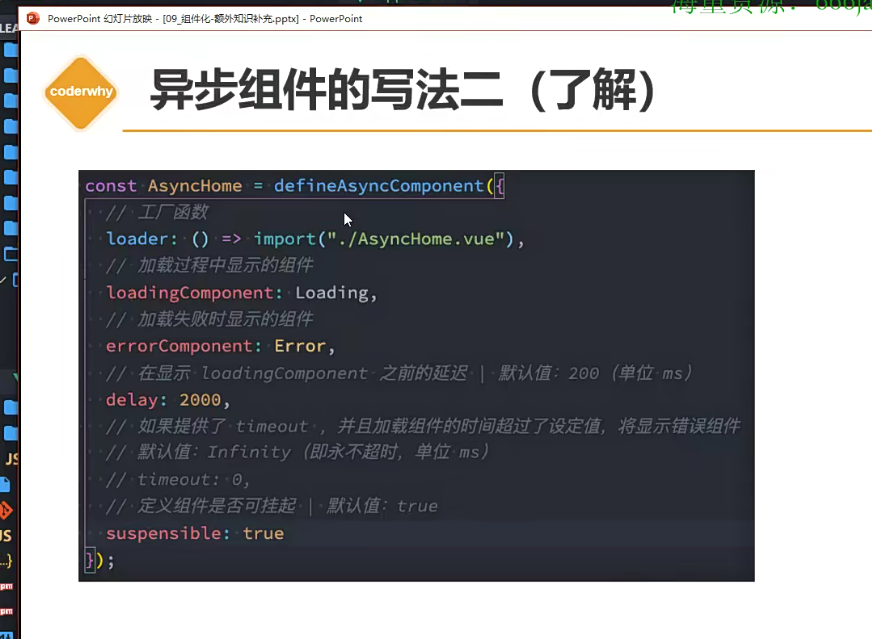 PowerPoint 幻灯片放映 - [09_组件化-额外知识补充.pptx] - PowerPoint
coderwhy
异步组件的写法二（了解）
const AsyncHome = defineAsyncComponent({
// 工厂函数
loader: () => import("./AsyncHome.vue"),
// 加载过程中显示的组件
loadingComponent: Loading,
// 加载失败时显示的组件
errorComponent: Error,
// 在显示 loadingComponent 之前的延迟 | 默认值：200（单位 ms）
delay: 2000,
// 如果提供了 timeout ，并且加载组件的时间超过了设定值，将显示错误组件
// 默认值：Infinity（即永不超时，单位 ms）
// timeout: 0,
// 定义组件是否可挂起 | 默认值：true
suspensible: true
});